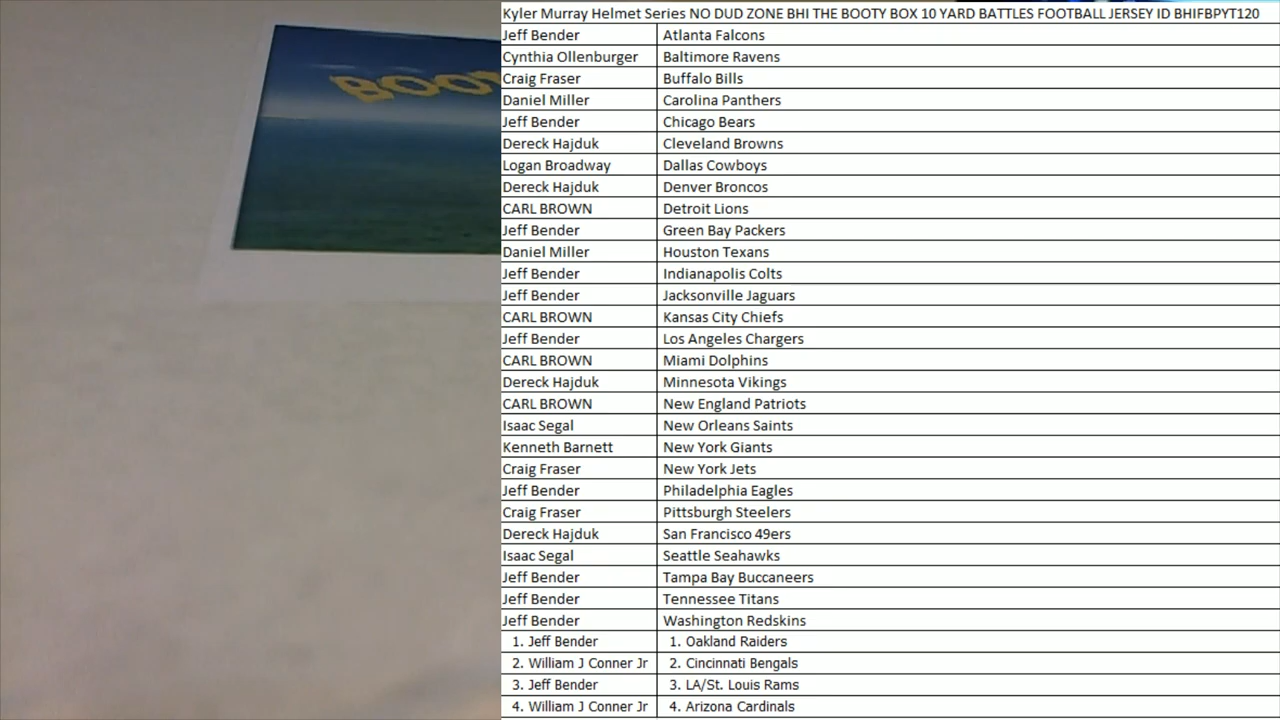 Kyler Murray Helmet Series NO DUD ZONE BHI THE BOOTY BOX 10 YARD BATTLES FOOTBALL JERSEY ID BHIFBPYT120
Jeff Bender Atlanta Falcons
Cynthia Ollenburger Baltimore Ravens
Craig Fraser Buffalo Bills
Daniel Miller Carolina Panthers
Jeff Bender Chicago Bears
Dereck Hajduk Cleveland Browns
Logan Broadway Dallas Cowboys
Dereck Hajduk Denver Broncos
CARL BROWN Detroit Lions
Jeff Bender Green Bay Packers
Daniel Miller Houston Texans
Jeff Bender Indianapolis Colts
Jeff Bender Jacksonville Jaguars
CARL BROWN Kansas City Chiefs
Jeff Bender Los Angeles Chargers
CARL BROWN Miami Dolphins
Dereck Hajduk Minnesota Vikings
CARL BROWN New England Patriots
Isaac Segal New Orleans Saints
Kenneth Barnett New York Giants
Craig Fraser New York Jets
Jeff Bender Philadelphia Eagles
Craig Fraser Pittsburgh Steelers
Dereck Hajduk San Francisco 49ers
Isaac Segal Seattle Seahawks
Jeff Bender Tampa Bay Buccaneers
Jeff Bender Tennessee Titans
Jeff Bender Washington Redskins
1. Jeff Bender 1. Oakland Raiders
2. William J Conner Jr 2. Cincinnati Bengals
3. Jeff Bender 3. LA/St. Louis Rams
4. William J Conner Jr 4. Arizona Cardinals